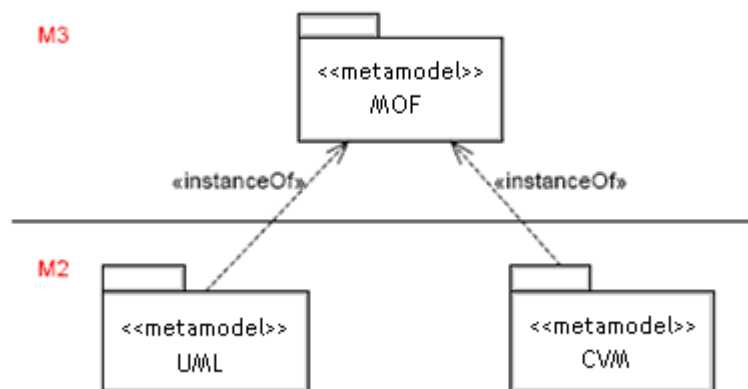 M3
<<metamodel>>
MOF
«instanceOf»
«instanceOf»
M2
<<metamodel>>
UML
<<metamodel>>
CVM